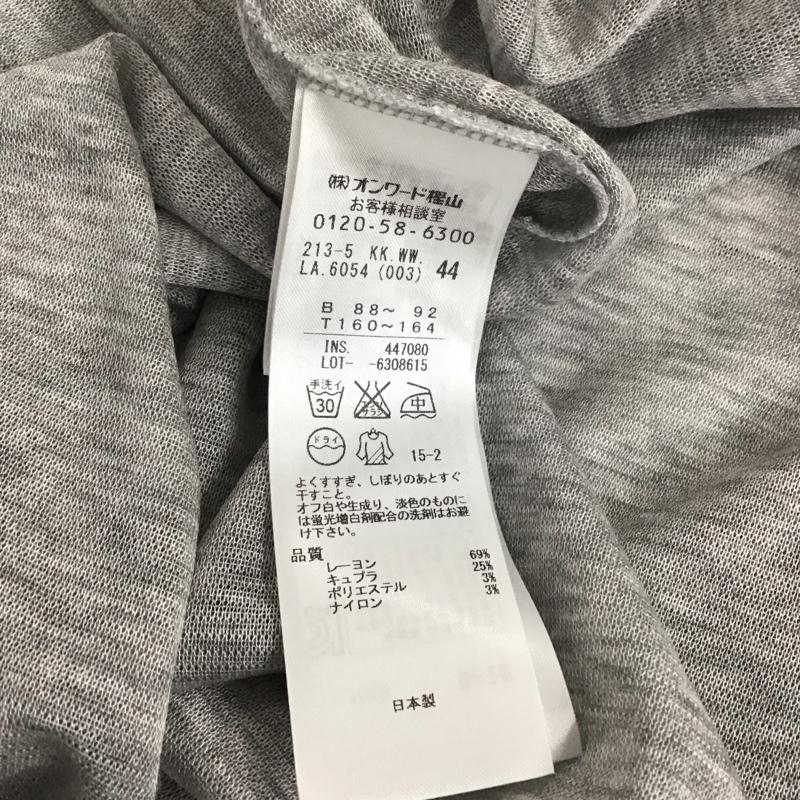 (株)オンワード樫山
お客様相談室
0120-58-6300
213-5 KK.WW.
LA.6054 (003) 44
B 88～ 92
T160～164
INS. 447080
LOT- -6308615
手洗イ
30
エンソ
サラシ
中
ドライ
15-2
よくすすぎ、しぼりのあとすぐ
干すこと。
オフ白や生成り、淡色のものに
は蛍光増白剤配合の洗剤はお避
け下さい。
品質
レーヨン 69%
キュプラ 25%
ポリエステル 3%
ナイロン 3%
日本製